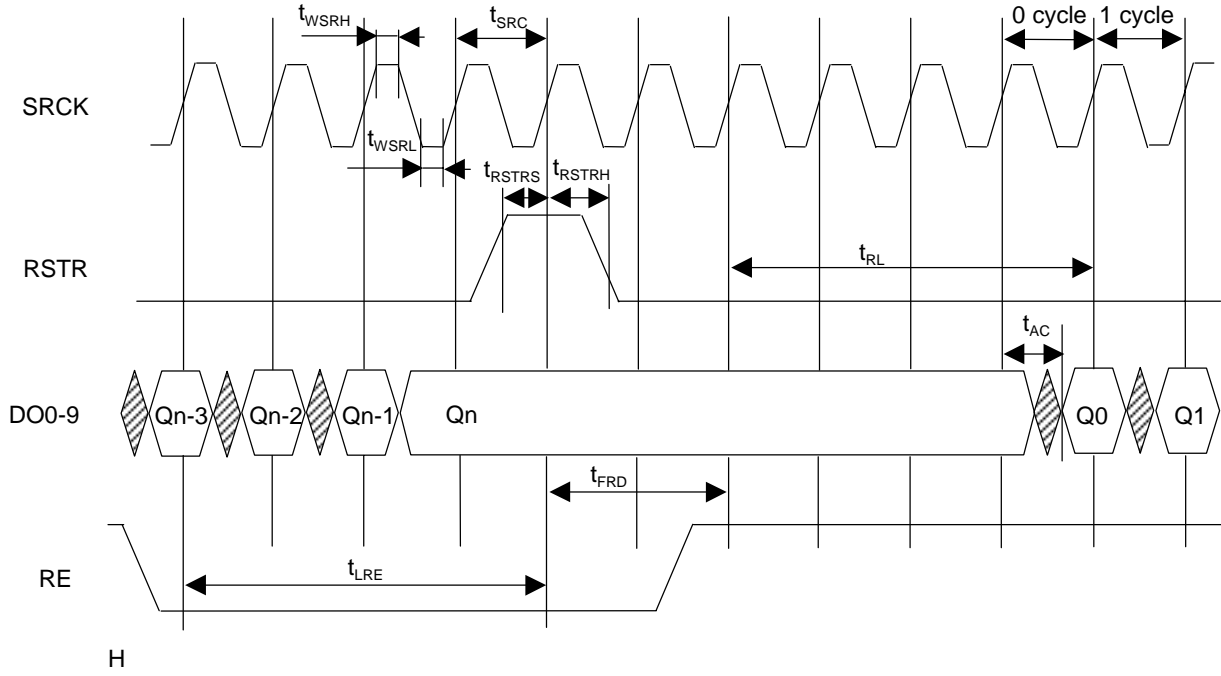 t_WSRH
t_SRC
0 cycle
1 cycle
SRCK
t_WSRL
t_RSTRS
t_RSTRH
RSTR
t_RL
t_AC
DO0-9
Qn-3
Qn-2
Qn-1
Qn
Q0
Q1
t_FRD
RE
t_LRE
H